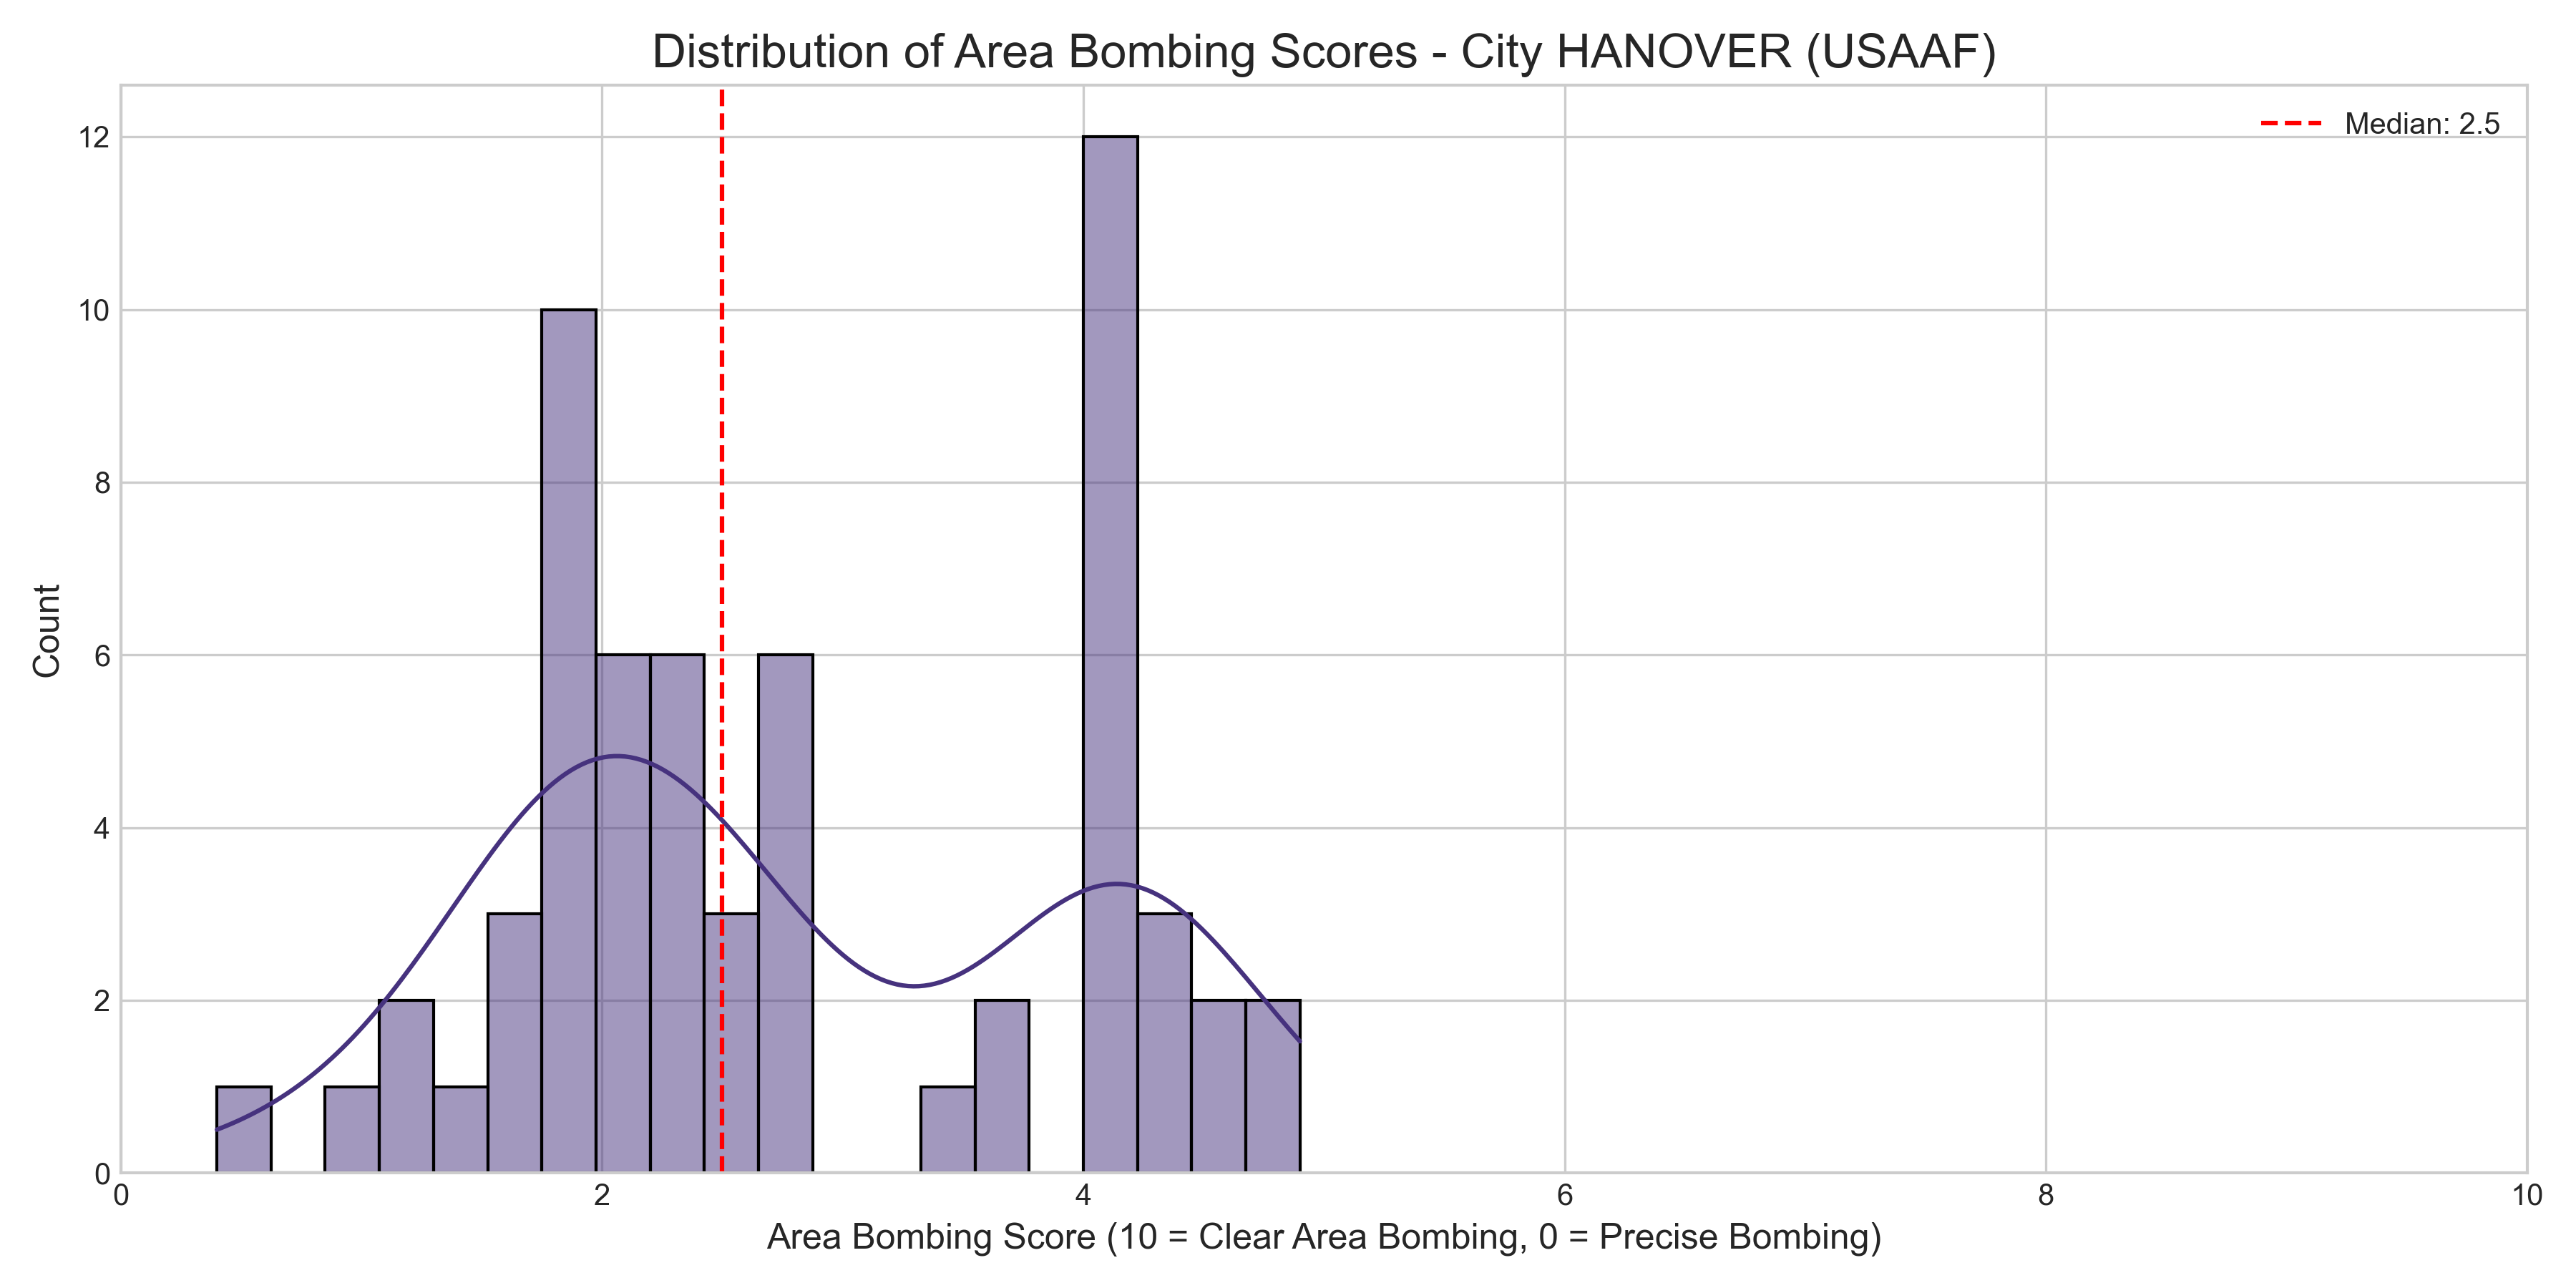 Distribution of Area Bombing Scores - City HANOVER (USAAF)
Median: 2.5
12
10
8
6
4
2
0
Count
0 2 4 6 8 10
Area Bombing Score (10 = Clear Area Bombing, 0 = Precise Bombing)